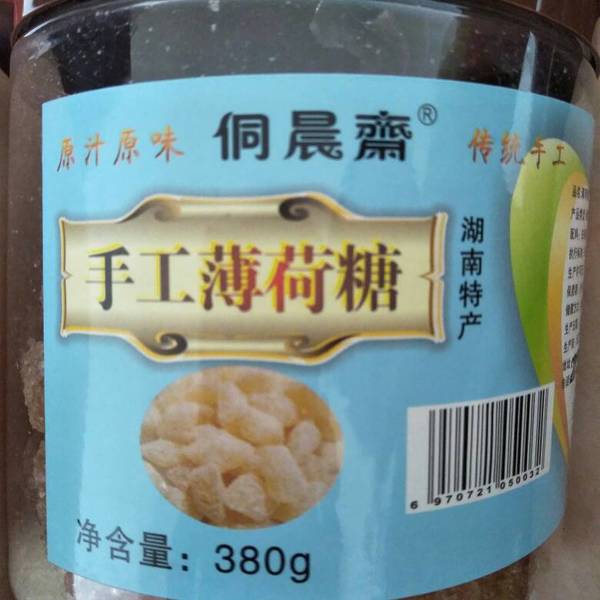 原汁原味 侗晨齋® 传统手工
手工薄荷糖
湖南特产
净含量：380g
6 970721 050032